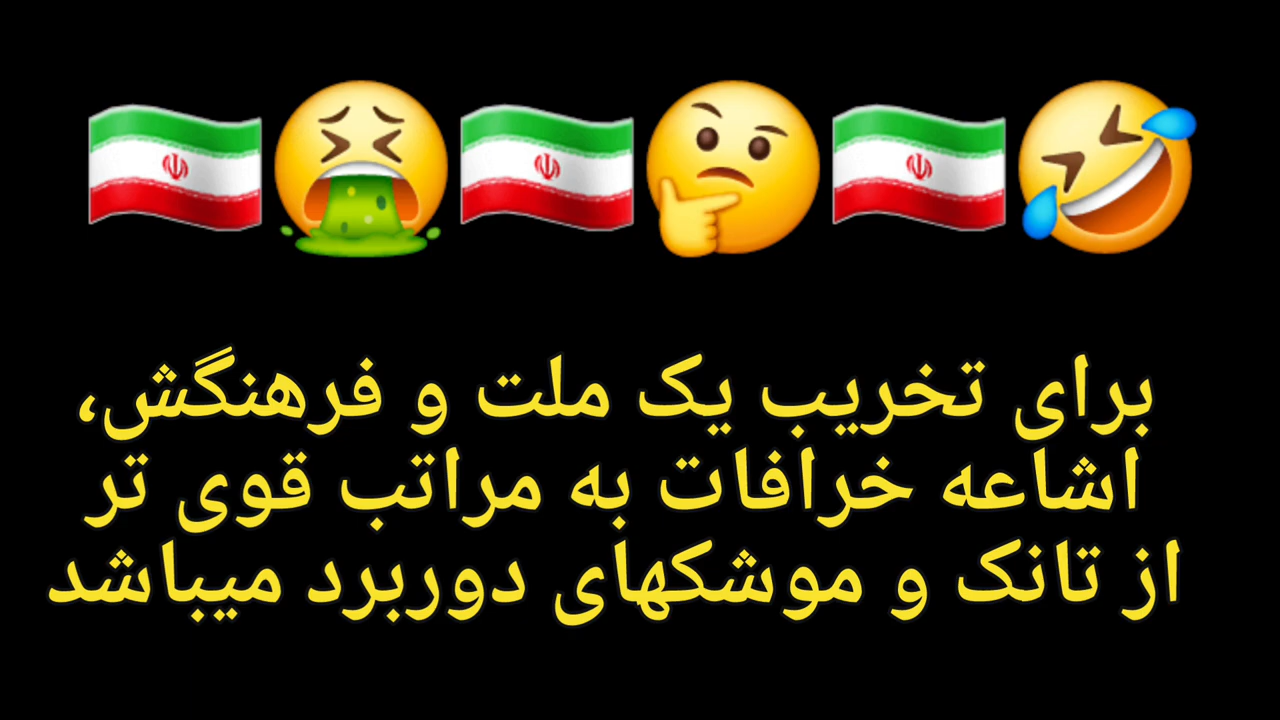 برای تخریب یک ملت و فرهنگش،
اشاعه خرافات به مراتب قوی تر
از تانک و موشکهای دوربرد میباشد